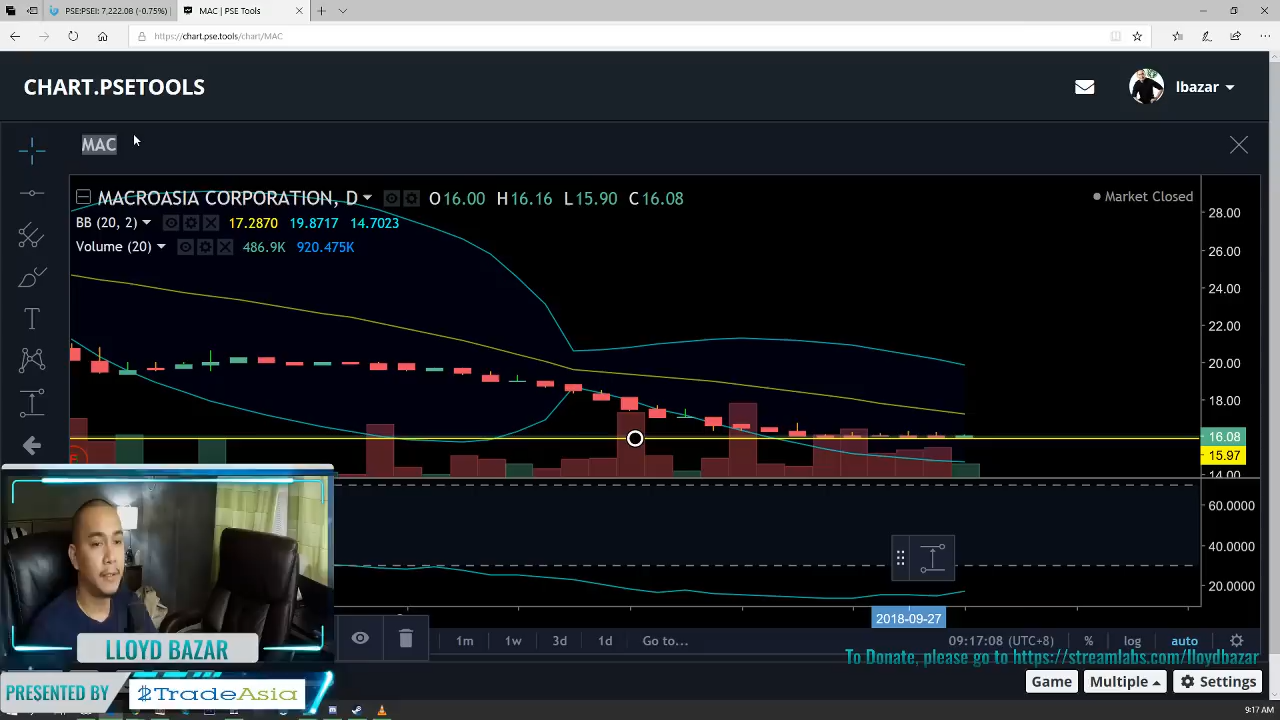 PSE:PSEI: 7,222.08 (-0.75%)
MAC | PSE Tools
https://chart.pse.tools/chart/MAC
CHART.PSETOOLS
lbazar
MAC
MACROASIA CORPORATION, D
O16.00 H16.16 L15.90 C16.08
Market Closed
BB (20, 2) 17.2870 19.8717 14.7023
Volume (20) 486.9K 920.475K
28.00
26.00
24.00
22.00
20.00
18.00
16.08
15.97
14.00
60.0000
40.0000
20.0000
E
T
2018-09-27
1m 1w 3d 1d Go to... 09:17:08 (UTC+8) % log auto
LLOYD BAZAR
To Donate, please go to https://streamlabs.com/lloydbazar
PRESENTED BY $TradeAsia
Game Multiple Settings
9:17 AM